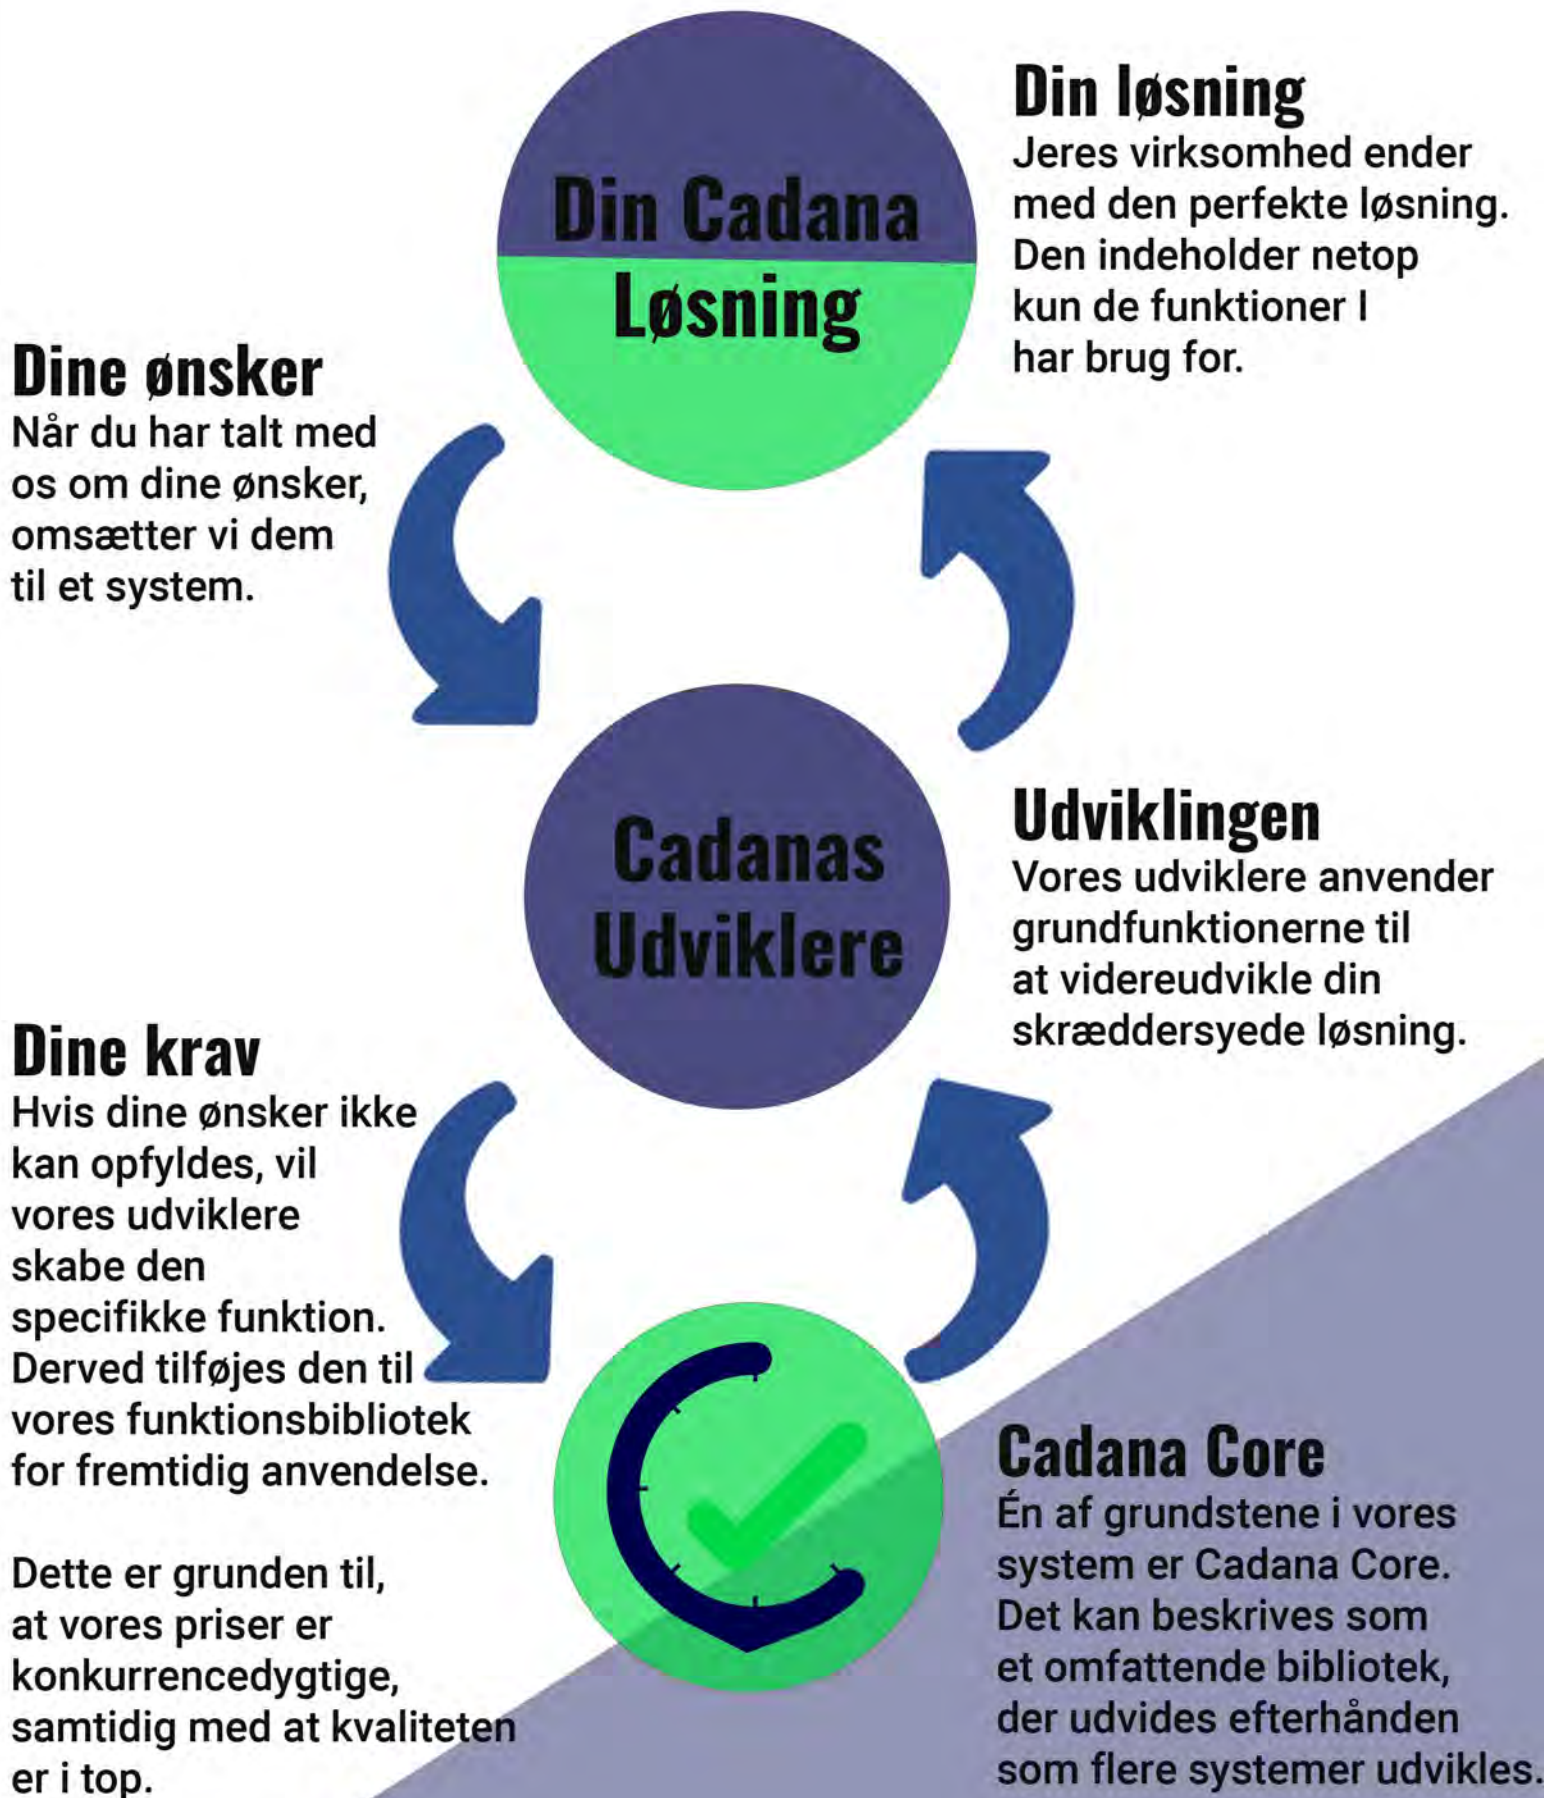 Din Cadana
Løsning
Din løsning
Jeres virksomhed ender
med den perfekte løsning.
Den indeholder netop
kun de funktioner I
har brug for.
Dine ønsker
Når du har talt med
os om dine ønsker,
omsætter vi dem
til et system.
Cadanas
Udviklere
Udviklingen
Vores udviklere anvender
grundfunktionerne til
at videreudvikle din
skræddersyede løsning.
Dine krav
Hvis dine ønsker ikke
kan opfyldes, vil
vores udviklere
skabe den
specifikke funktion.
Derved tilføjes den til
vores funktionsbibliotek
for fremtidig anvendelse.
Dette er grunden til,
at vores priser er
konkurrencedygtige,
samtidig med at kvaliteten
er i top.
Cadana Core
Én af grundstene i vores
system er Cadana Core.
Det kan beskrives som
et omfattende bibliotek,
der udvides efterhånden
som flere systemer udvikles.